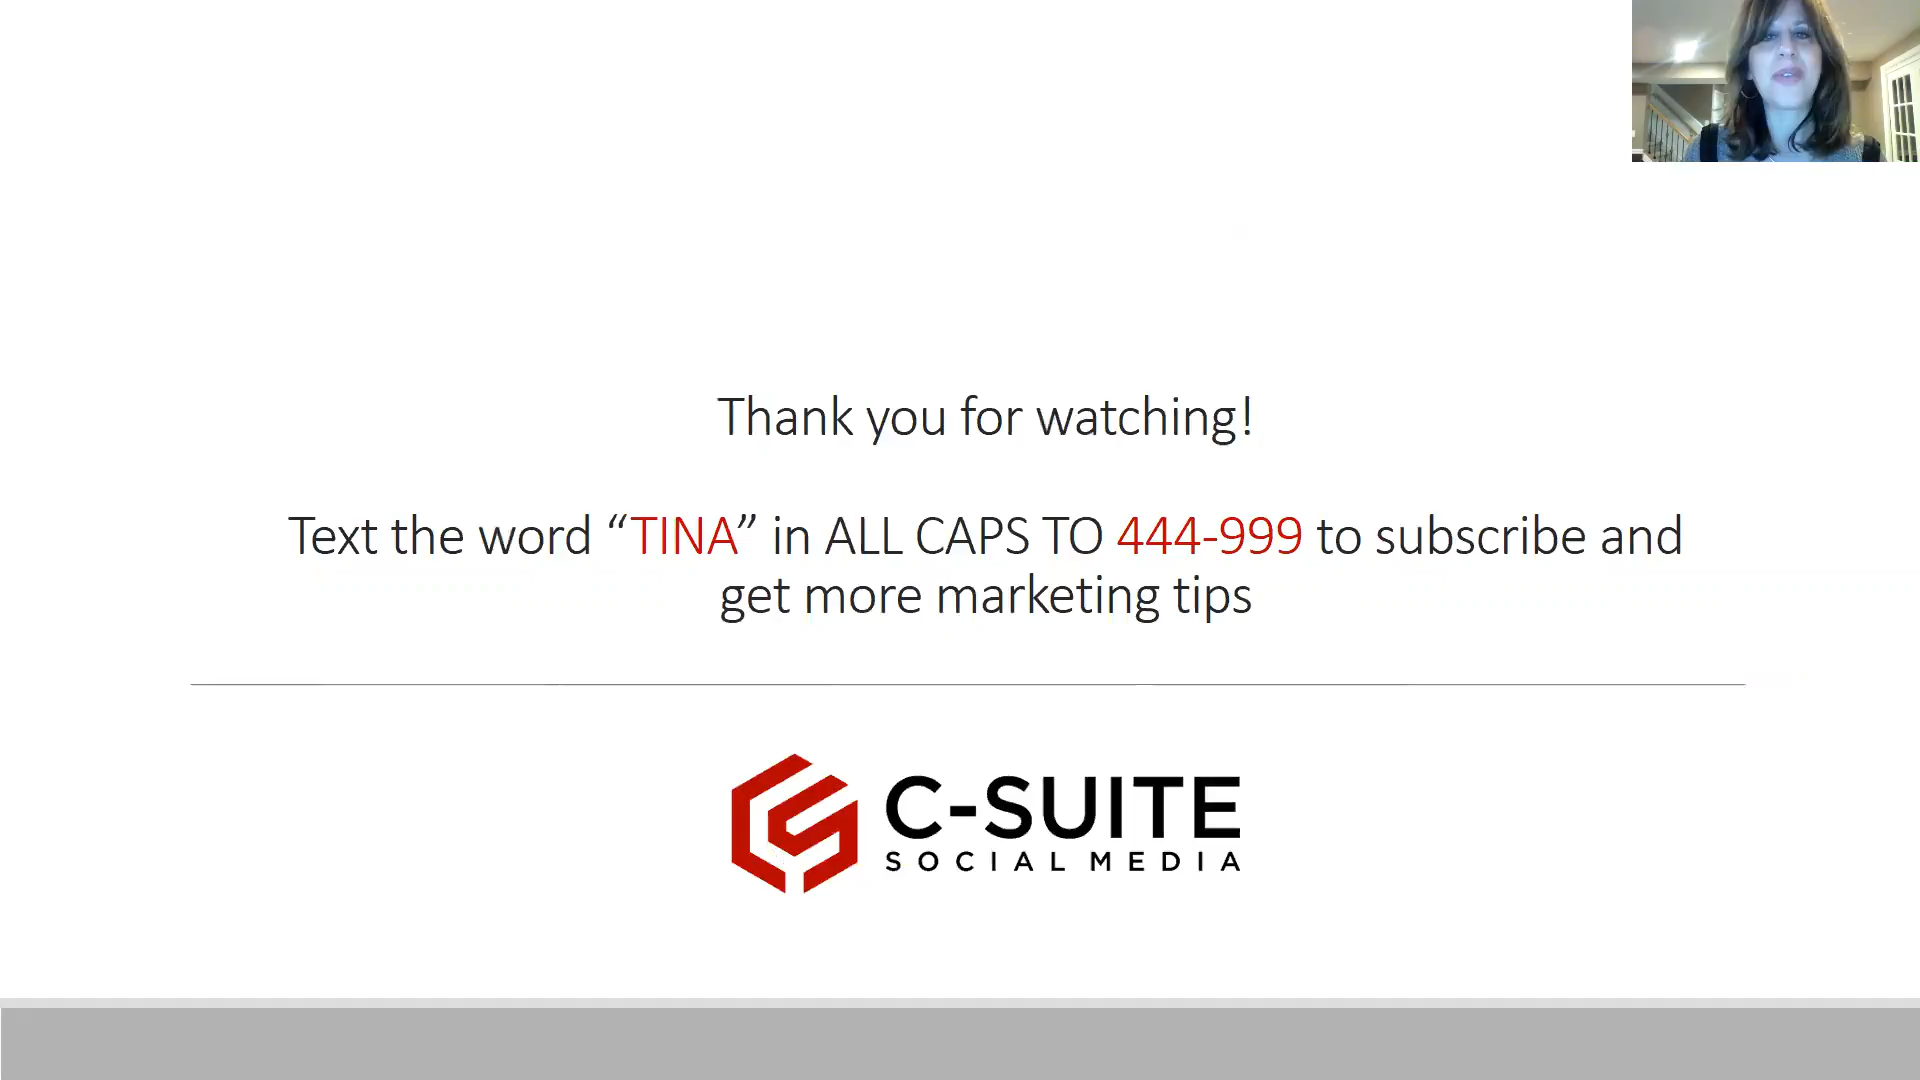 Thank you for watching!
Text the word “TINA” in ALL CAPS TO 444-999 to subscribe and
get more marketing tips
C-SUITE
SOCIAL MEDIA